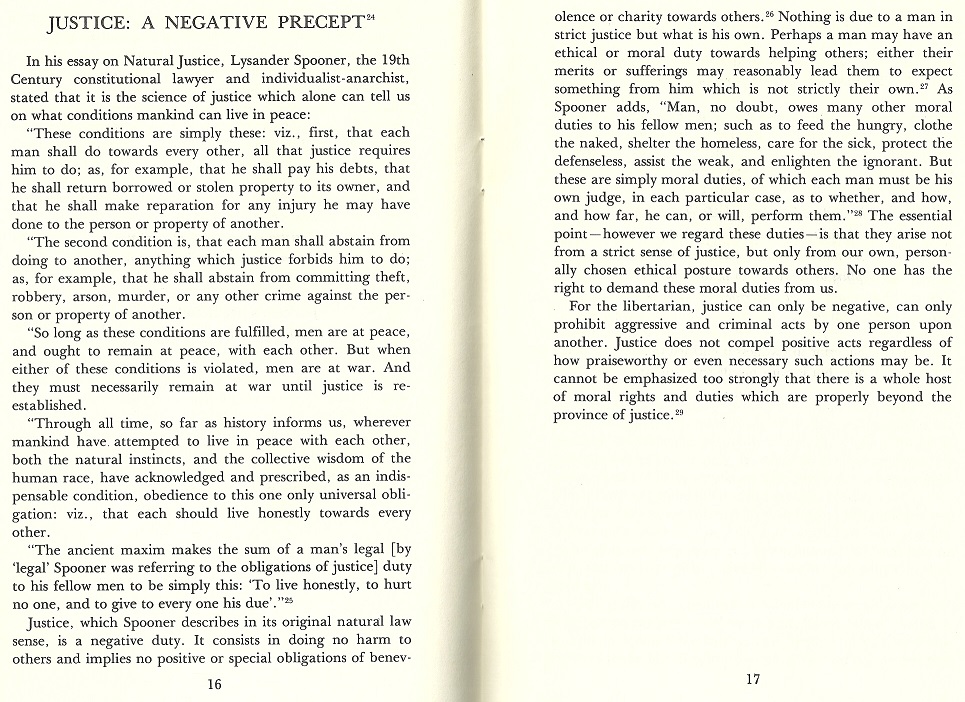 JUSTICE: A NEGATIVE PRECEPT²⁴
In his essay on Natural Justice, Lysander Spooner, the 19th
Century constitutional lawyer and individualist-anarchist,
stated that it is the science of justice which alone can tell us
on what conditions mankind can live in peace:
"These conditions are simply these: viz., first, that each
man shall do towards every other, all that justice requires
him to do; as, for example, that he shall pay his debts, that
he shall return borrowed or stolen property to its owner, and
that he shall make reparation for any injury he may have
done to the person or property of another.
"The second condition is, that each man shall abstain from
doing to another, anything which justice forbids him to do;
as, for example, that he shall abstain from committing theft,
robbery, arson, murder, or any other crime against the per-
son or property of another.
"So long as these conditions are fulfilled, men are at peace,
and ought to remain at peace, with each other. But when
either of these conditions is violated, men are at war. And
they must necessarily remain at war until justice is re-
established.
"Through all time, so far as history informs us, wherever
mankind have attempted to live in peace with each other,
both the natural instincts, and the collective wisdom of the
human race, have acknowledged and prescribed, as an indis-
pensable condition, obedience to this one only universal obli-
gation: viz., that each should live honestly towards every
other.
"The ancient maxim makes the sum of a man's legal [by
'legal' Spooner was referring to the obligations of justice] duty
to his fellow men to be simply this: 'To live honestly, to hurt
no one, and to give to every one his due'."²⁵
Justice, which Spooner describes in its original natural law
sense, is a negative duty. It consists in doing no harm to
others and implies no positive or special obligations of benev-
16
olence or charity towards others.²⁶ Nothing is due to a man in
strict justice but what is his own. Perhaps a man may have an
ethical or moral duty towards helping others; either their
merits or sufferings may reasonably lead them to expect
something from him which is not strictly their own.²⁷ As
Spooner adds, "Man, no doubt, owes many other moral
duties to his fellow men; such as to feed the hungry, clothe
the naked, shelter the homeless, care for the sick, protect the
defenseless, assist the weak, and enlighten the ignorant. But
these are simply moral duties, of which each man must be his
own judge, in each particular case, as to whether, and how,
and how far, he can, or will, perform them."²⁸ The essential
point—however we regard these duties—is that they arise not
from a strict sense of justice, but only from our own, person-
ally chosen ethical posture towards others. No one has the
right to demand these moral duties from us.
For the libertarian, justice can only be negative, can only
prohibit aggressive and criminal acts by one person upon
another. Justice does not compel positive acts regardless of
how praiseworthy or even necessary such actions may be. It
cannot be emphasized too strongly that there is a whole host
of moral rights and duties which are properly beyond the
province of justice.²⁹
17